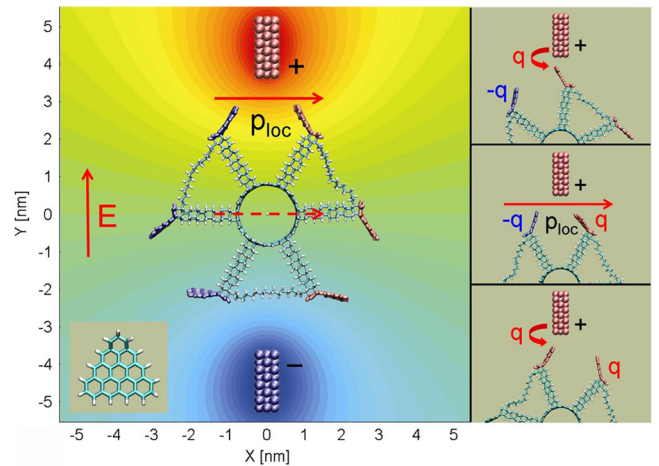 5
4
3
2
1
0
-1
-2
-3
-4
-5
Y [nm]
-5 -4 -3 -2 -1 0 1 2 3 4 5
X [nm]
+
p_loc
E
−
q
+
-q
+
-q p_loc q
q
+
q